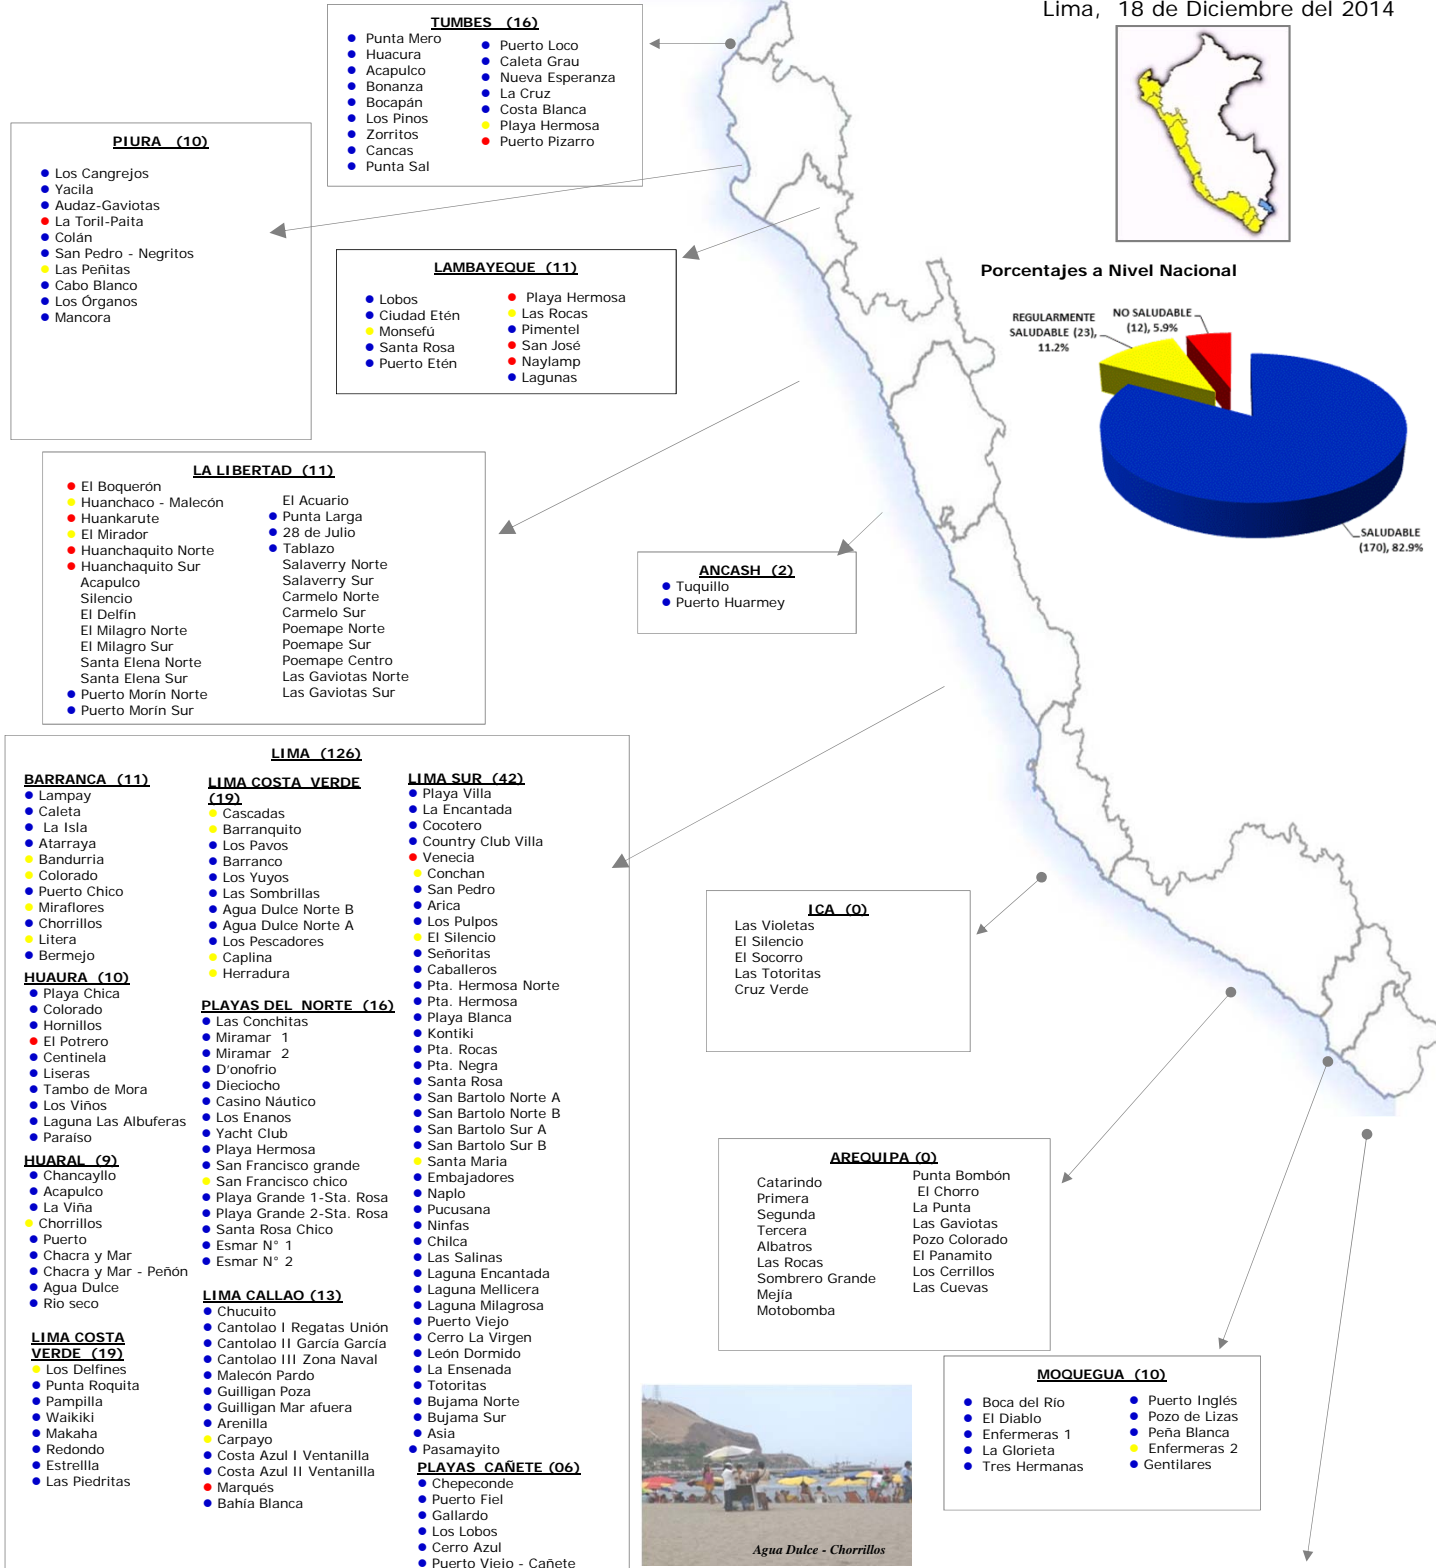 Lima,  18 de Diciembre del 2014
TUMBES  (16)
Punta Mero
Huacura
Acapulco
Bonanza
Bocapán
Los Pinos
Zorritos
Cancas
Punta Sal
Puerto Loco
Caleta Grau
Nueva Esperanza
La Cruz
Costa Blanca
Playa Hermosa
Puerto Pizarro
PIURA  (10)
Los Cangrejos
Yacila
Audaz-Gaviotas
La Toril-Paita
Colán
San Pedro - Negritos
Las Peñitas
Cabo Blanco
Los Órganos
Mancora
LAMBAYEQUE (11)
Lobos
Ciudad Etén
Monsefú
Santa Rosa
Puerto Etén
Playa Hermosa
Las Rocas
Pimentel
San José
Naylamp
Lagunas
Porcentajes a Nivel Nacional
REGULARMENTE
SALUDABLE (23),
11.2%
NO SALUDABLE
(12), 5.9%
SALUDABLE
(170), 82.9%
LA LIBERTAD  (11)
El Boquerón
Huanchaco - Malecón
Huankarute
El Mirador
Huanchaquito Norte
Huanchaquito Sur
Acapulco
Silencio
El Delfín
El Milagro Norte
El Milagro Sur
Santa Elena Norte
Santa Elena Sur
Puerto Morín Norte
Puerto Morín Sur
El Acuario
Punta Larga
28 de Julio
Tablazo
Salaverry Norte
Salaverry Sur
Carmelo Norte
Carmelo Sur
Poemape Norte
Poemape Sur
Poemape Centro
Las Gaviotas Norte
Las Gaviotas Sur
ANCASH (2)
Tuquillo
Puerto Huarmey
LIMA (126)
BARRANCA (11)
Lampay
Caleta
La Isla
Atarraya
Bandurria
Colorado
Puerto Chico
Miraflores
Chorrillos
Litera
Bermejo
HUAURA (10)
Playa Chica
Colorado
Hornillos
El Potrero
Centinela
Liseras
Tambo de Mora
Los Viños
Laguna Las Albuferas
Paraíso
HUARAL (9)
Chancayllo
Acapulco
La Viña
Chorrillos
Puerto
Chacra y Mar
Chacra y Mar - Peñón
Agua Dulce
Rio seco
LIMA COSTA
VERDE (19)
Los Delfines
Punta Roquita
Pampilla
Waikiki
Makaha
Redondo
Estrellla
Las Piedritas
LIMA COSTA  VERDE
(19)
Cascadas
Barranquito
Los Pavos
Barranco
Los Yuyos
Las Sombrillas
Agua Dulce Norte B
Agua Dulce Norte A
Los Pescadores
Caplina
Herradura
PLAYAS DEL  NORTE  (16)
Las Conchitas
Miramar  1
Miramar  2
D'onofrio
Dieciocho
Casino Náutico
Los Enanos
Yacht Club
Playa Hermosa
San Francisco grande
San Francisco chico
Playa Grande 1-Sta. Rosa
Playa Grande 2-Sta. Rosa
Santa Rosa Chico
Esmar N° 1
Esmar N° 2
LIMA CALLAO (13)
Chucuito
Cantolao I Regatas Unión
Cantolao II García García
Cantolao III Zona Naval
Malecón Pardo
Guilligan Poza
Guilligan Mar afuera
Arenilla
Carpayo
Costa Azul I Ventanilla
Costa Azul II Ventanilla
Marqués
Bahía Blanca
LIMA SUR (42)
Playa Villa
La Encantada
Cocotero
Country Club Villa
Venecia
Conchan
San Pedro
Arica
Los Pulpos
El Silencio
Señoritas
Caballeros
Pta. Hermosa Norte
Pta. Hermosa
Playa Blanca
Kontiki
Pta. Rocas
Pta. Negra
Santa Rosa
San Bartolo Norte A
San Bartolo Norte B
San Bartolo Sur A
San Bartolo Sur B
Santa Maria
Embajadores
Naplo
Pucusana
Ninfas
Chilca
Las Salinas
Laguna Encantada
Laguna Mellicera
Laguna Milagrosa
Puerto Viejo
Cerro La Virgen
León Dormido
La Ensenada
Totoritas
Bujama Norte
Bujama Sur
Asia
Pasamayito
PLAYAS  CAÑETE (06)
Chepeconde
Puerto Fiel
Gallardo
Los Lobos
Cerro Azul
Puerto Viejo - Cañete
ICA (0)
Las Violetas
El Silencio
El Socorro
Las Totoritas
Cruz Verde
AREQUIPA (0)
Catarindo
Primera
Segunda
Tercera
Albatros
Las Rocas
Sombrero Grande
Mejía
Motobomba
Punta Bombón
El Chorro
La Punta
Las Gaviotas
Pozo Colorado
El Panamito
Los Cerrillos
Las Cuevas
MOQUEGUA (10)
Boca del Río
El Diablo
Enfermeras 1
La Glorieta
Tres Hermanas
Puerto Inglés
Pozo de Lizas
Peña Blanca
Enfermeras 2
Gentilares
Agua Dulce - Chorrillos